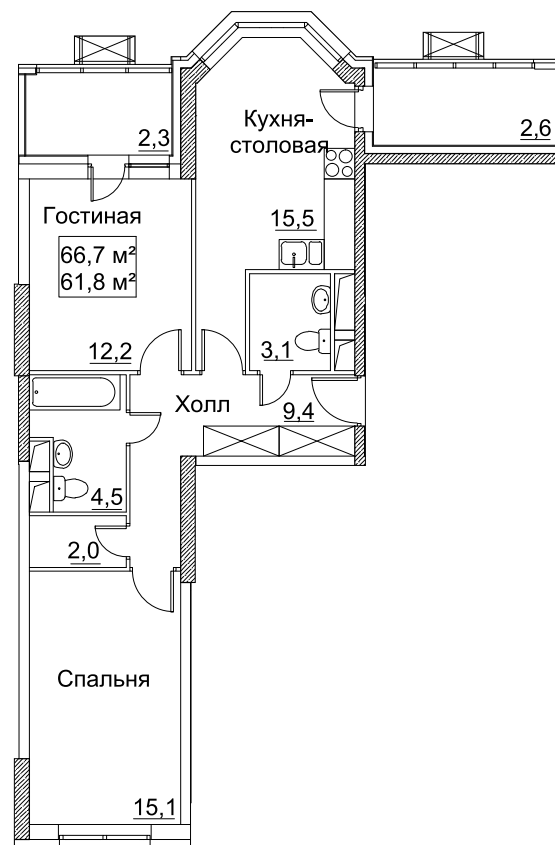 2,3
Кухня-
столовая
2,6
15,5
Гостиная
66,7 м²
61,8 м²
12,2
3,1
Холл
9,4
4,5
2,0
Спальня
15,1